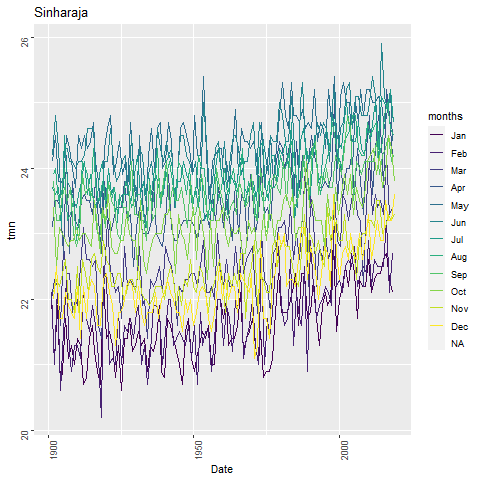 Sinharaja
26
24
22
20
tmn
1900
1950
2000
Date
months
Jan
Feb
Mar
Apr
May
Jun
Jul
Aug
Sep
Oct
Nov
Dec
NA